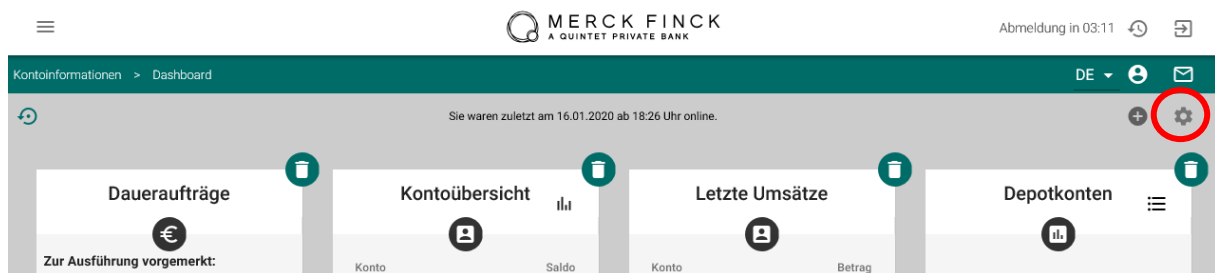 MERCK FINCK
A QUINTET PRIVATE BANK
Abmeldung in 03:11
Kontoinformationen > Dashboard
DE
Sie waren zuletzt am 16.01.2020 ab 18:26 Uhr online.
Daueraufträge
Kontoübersicht
Letzte Umsätze
Depotkonten
€
Zur Ausführung vorgemerkt:
Konto Saldo
Konto Betrag